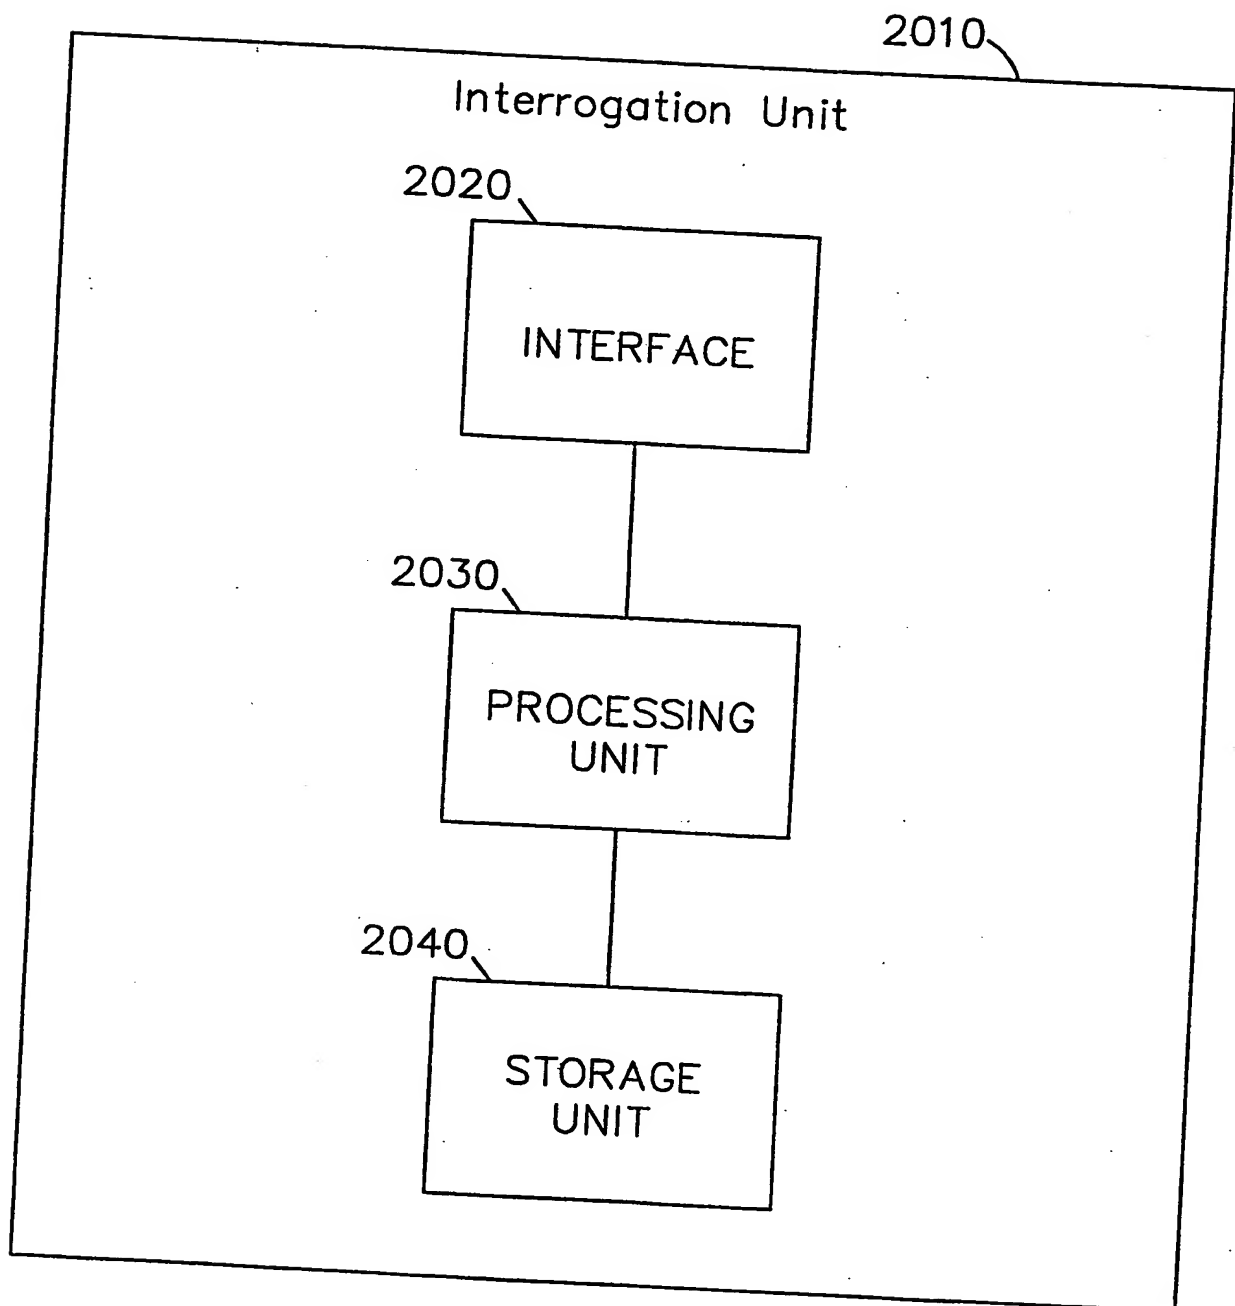 2010
Interrogation Unit
2020
INTERFACE
2030
PROCESSING
UNIT
2040
STORAGE
UNIT